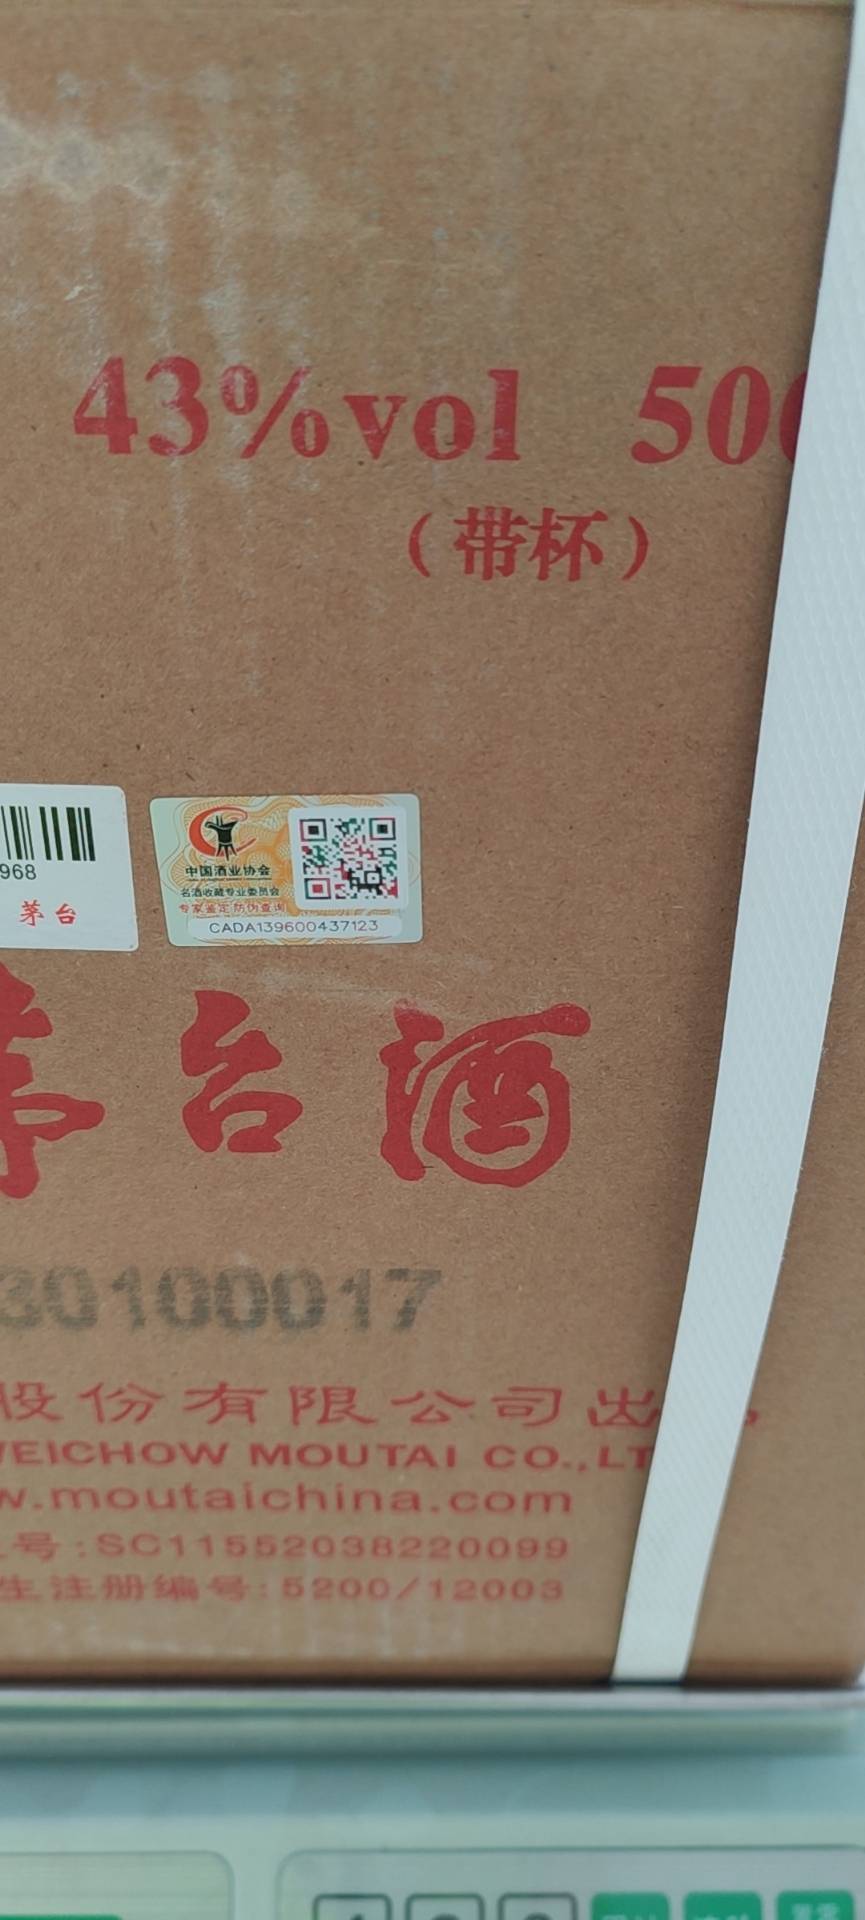 43%vol 500
（带杯）
968
茅台
中国酒业协会
名酒收藏专业委员会
专家鉴定 防伪查询
CADA139600437123
茅台酒
30100017
股份有限公司出
WEICHOW MOUTAI CO.,LT
w.moutaichina.com
号:SC11552038220099
生注册编号:5200/12003